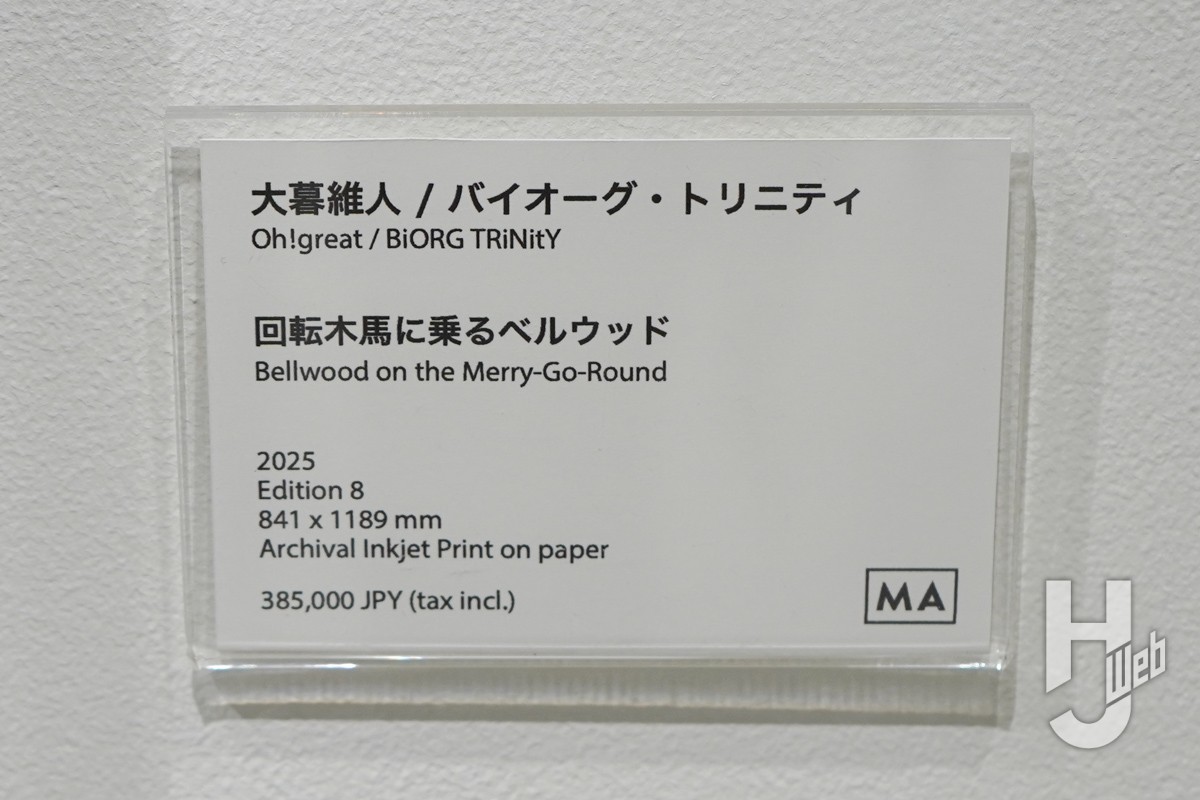 大暮維人 / バイオーグ・トリニティ
Oh!great / BiORG TRiNitY
回転木馬に乗るベルウッド
Bellwood on the Merry-Go-Round
2025
Edition 8
841 x 1189 mm
Archival Inkjet Print on paper
385,000 JPY (tax incl.)
MA
HJ Web